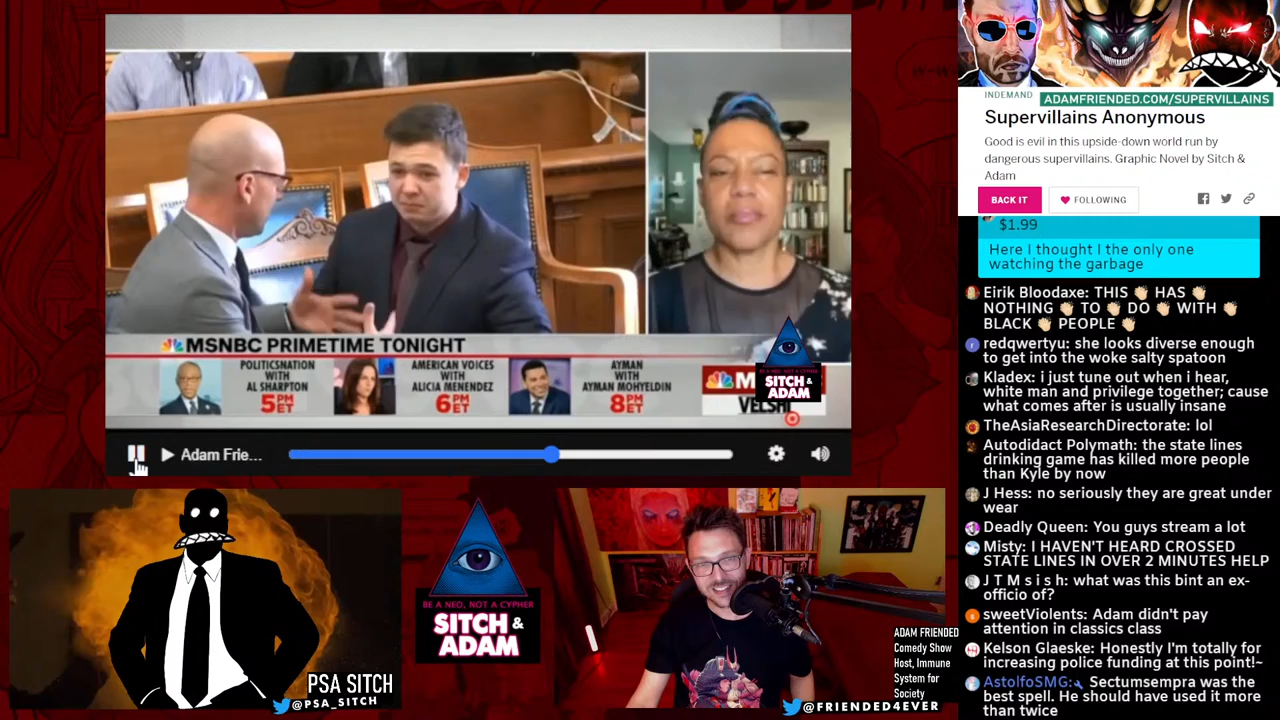 MSNBC PRIMETIME TONIGHT
POLITICSNATION
WITH
AL SHARPTON
5PM
ET
AMERICAN VOICES
WITH
ALICIA MENENDEZ
6PM
ET
AYMAN
WITH
AYMAN MOHYELDIN
8PM
ET
VELSHI
SITCH &
ADAM
Adam Frie...
BE A NEO, NOT A CYPHER
SITCH &
ADAM
PSA SITCH
@PSA_SITCH
ADAM FRIENDED
Comedy Show
Host, Immune
System for
Society
@FRIENDED4EVER
INDEMAND
ADAMFRIENDED.COM/SUPERVILLAINS
Supervillains Anonymous
Good is evil in this upside-down world run by
dangerous supervillains. Graphic Novel by Sitch &
Adam
BACK IT
FOLLOWING
$1.99
Here I thought I the only one
watching the garbage
Eirik Bloodaxe: THIS 👏 HAS 👏
NOTHING 👏 TO 👏 DO 👏 WITH 👏
BLACK 👏 PEOPLE 👏
redqwertyu: she looks diverse enough
to get into the woke salty spatoon
Kladex: i just tune out when i hear,
white man and privilege together; cause
what comes after is usually insane
TheAsiaResearchDirectorate: lol
Autodidact Polymath: the state lines
drinking game has killed more people
than Kyle by now
J Hess: no seriously they are great under
wear
Deadly Queen: You guys stream a lot
Misty: I HAVEN'T HEARD CROSSED
STATE LINES IN OVER 2 MINUTES HELP
J T M s i s h: what was this bint an ex-
officio of?
sweetViolents: Adam didn't pay
attention in classics class
Kelson Glaeske: Honestly I'm totally for
increasing police funding at this point!~
AstolfoSMG: Sectumsempra was the
best spell. He should have used it more
than twice